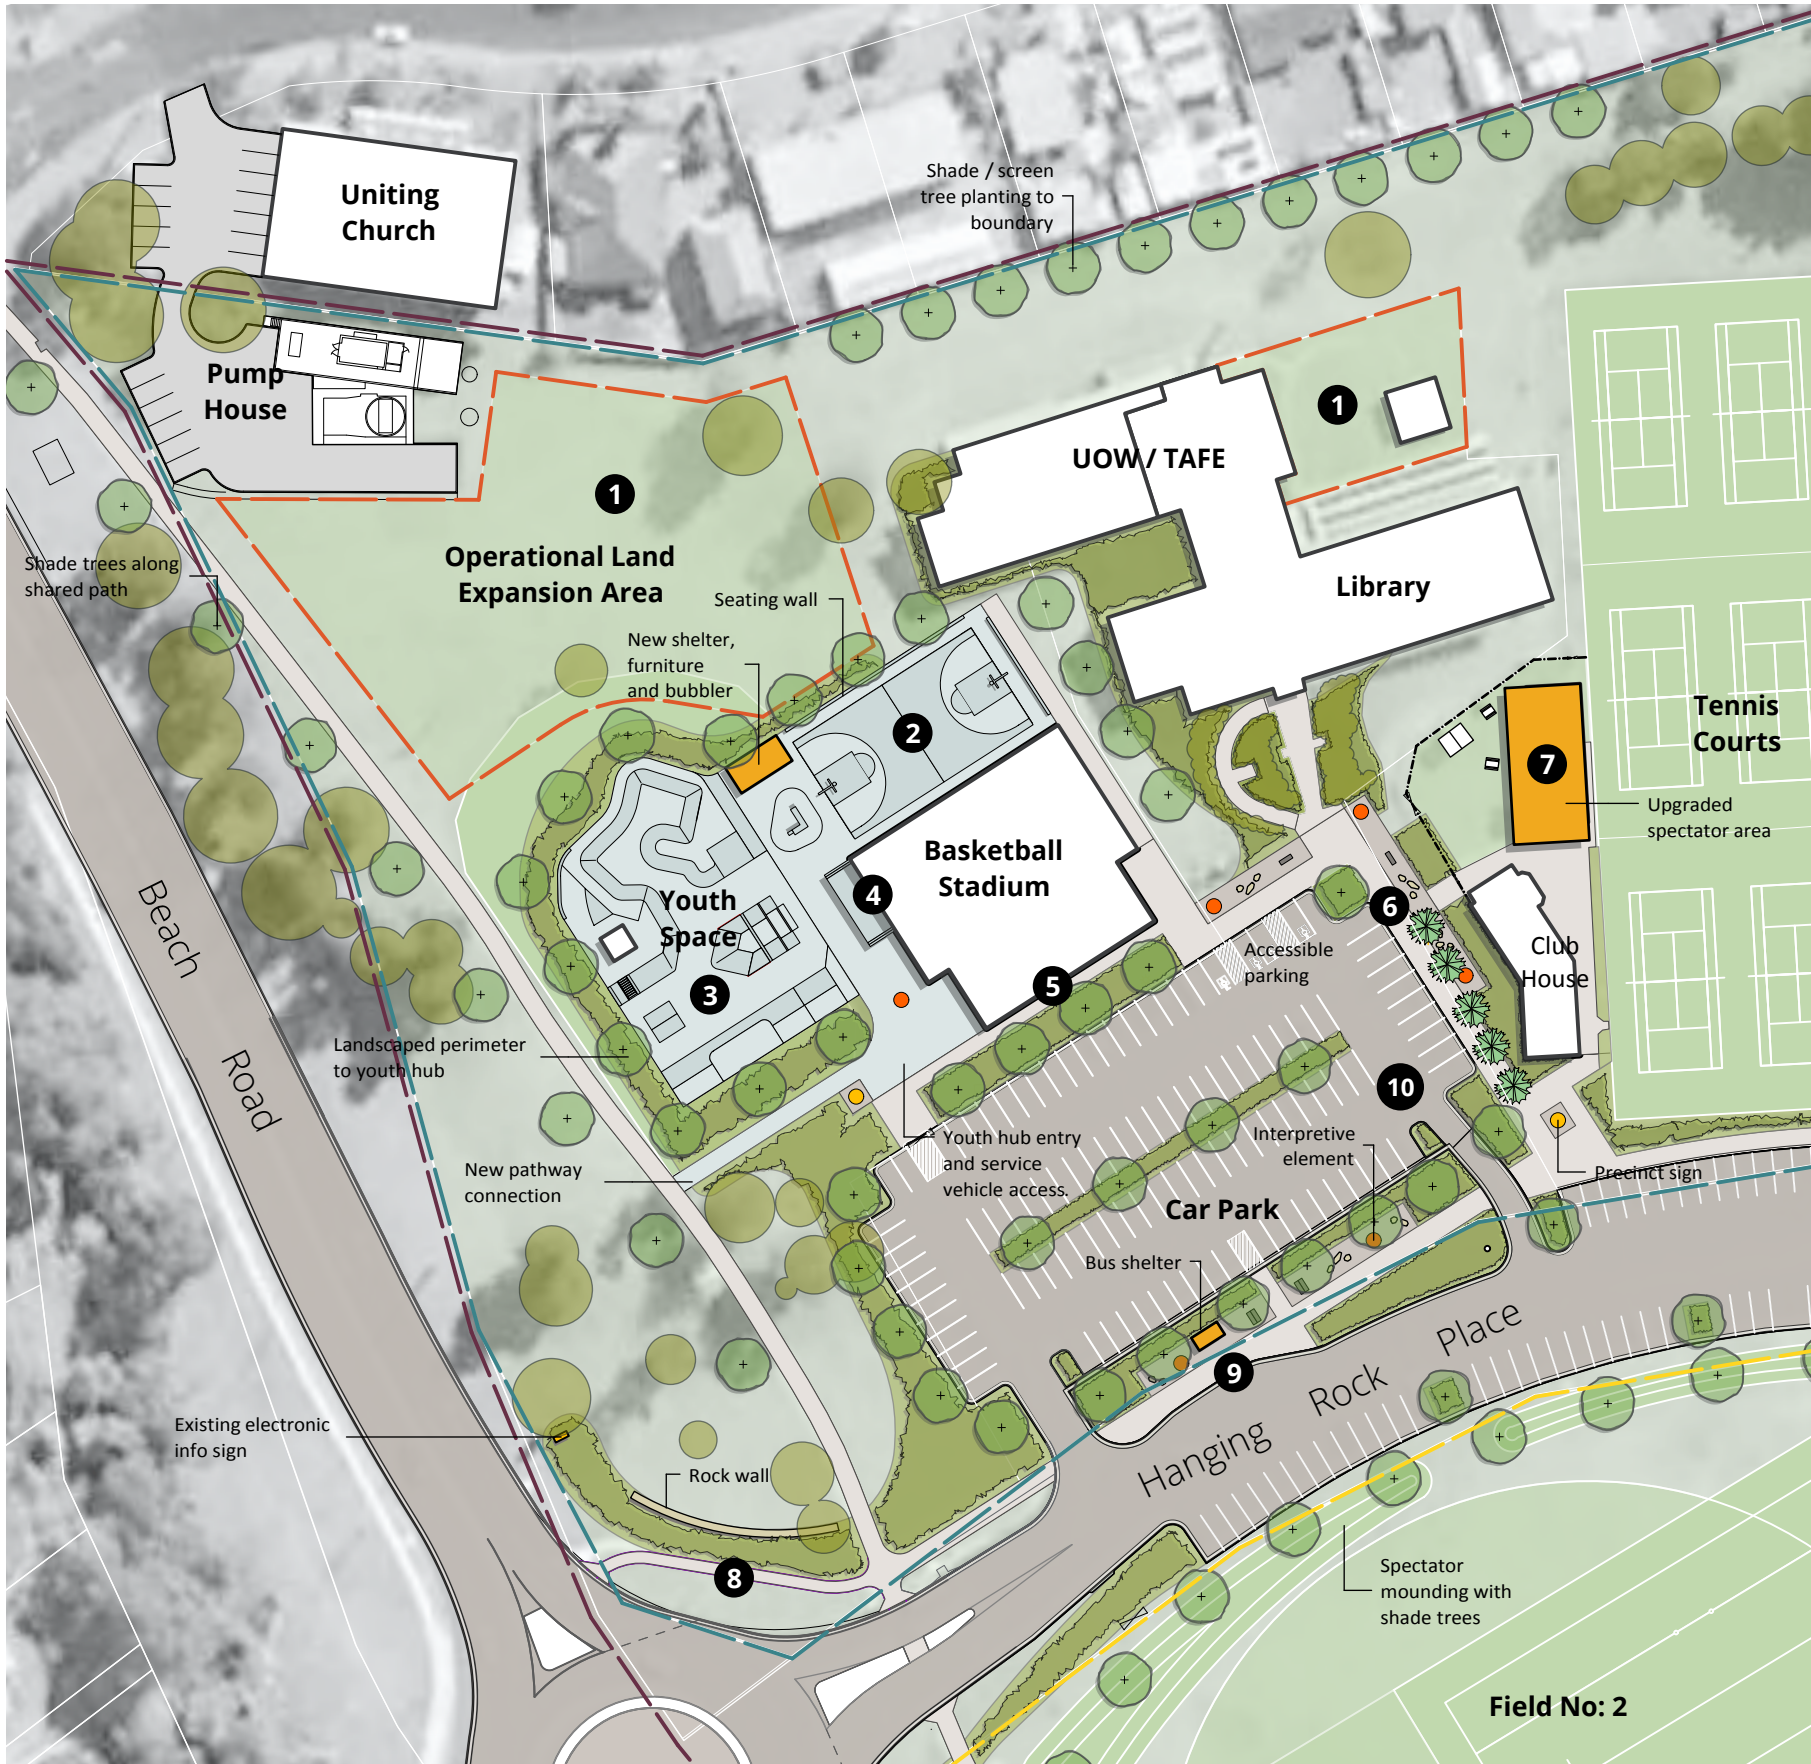 Uniting
Church
Shade / screen
tree planting to
boundary
Pump
House
1
UOW / TAFE
1
Operational Land
Expansion Area
Shade trees along
shared path
Library
Seating wall
New shelter,
furniture
and bubbler
2
Tennis
Courts
7
Upgraded
spectator area
Basketball
Stadium
4
Youth
Space
6
Beach
Road
Club
House
Accessible
parking
3
5
Landscaped perimeter
to youth hub
10
Youth hub entry
and service
vehicle access.
Interpretive
element
Precinct sign
New pathway
connection
Car Park
Bus shelter
9
Hanging Rock Place
Existing electronic
info sign
Rock wall
8
Spectator
mounding with
shade trees
Field No: 2